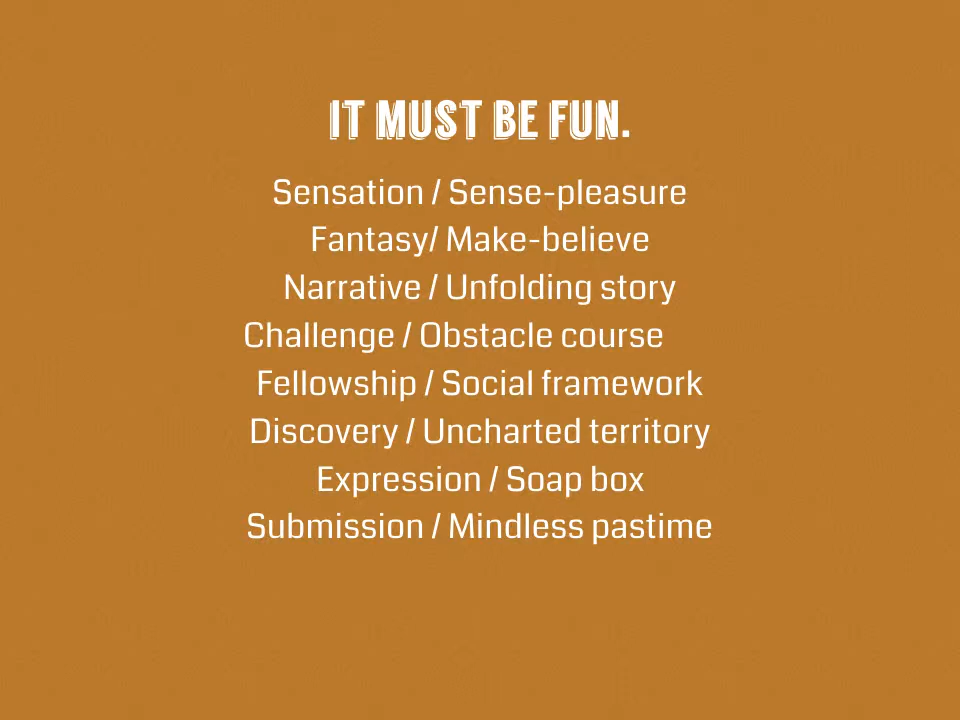 IT MUST BE FUN.
Sensation / Sense-pleasure
Fantasy/ Make-believe
Narrative / Unfolding story
Challenge / Obstacle course
Fellowship / Social framework
Discovery / Uncharted territory
Expression / Soap box
Submission / Mindless pastime